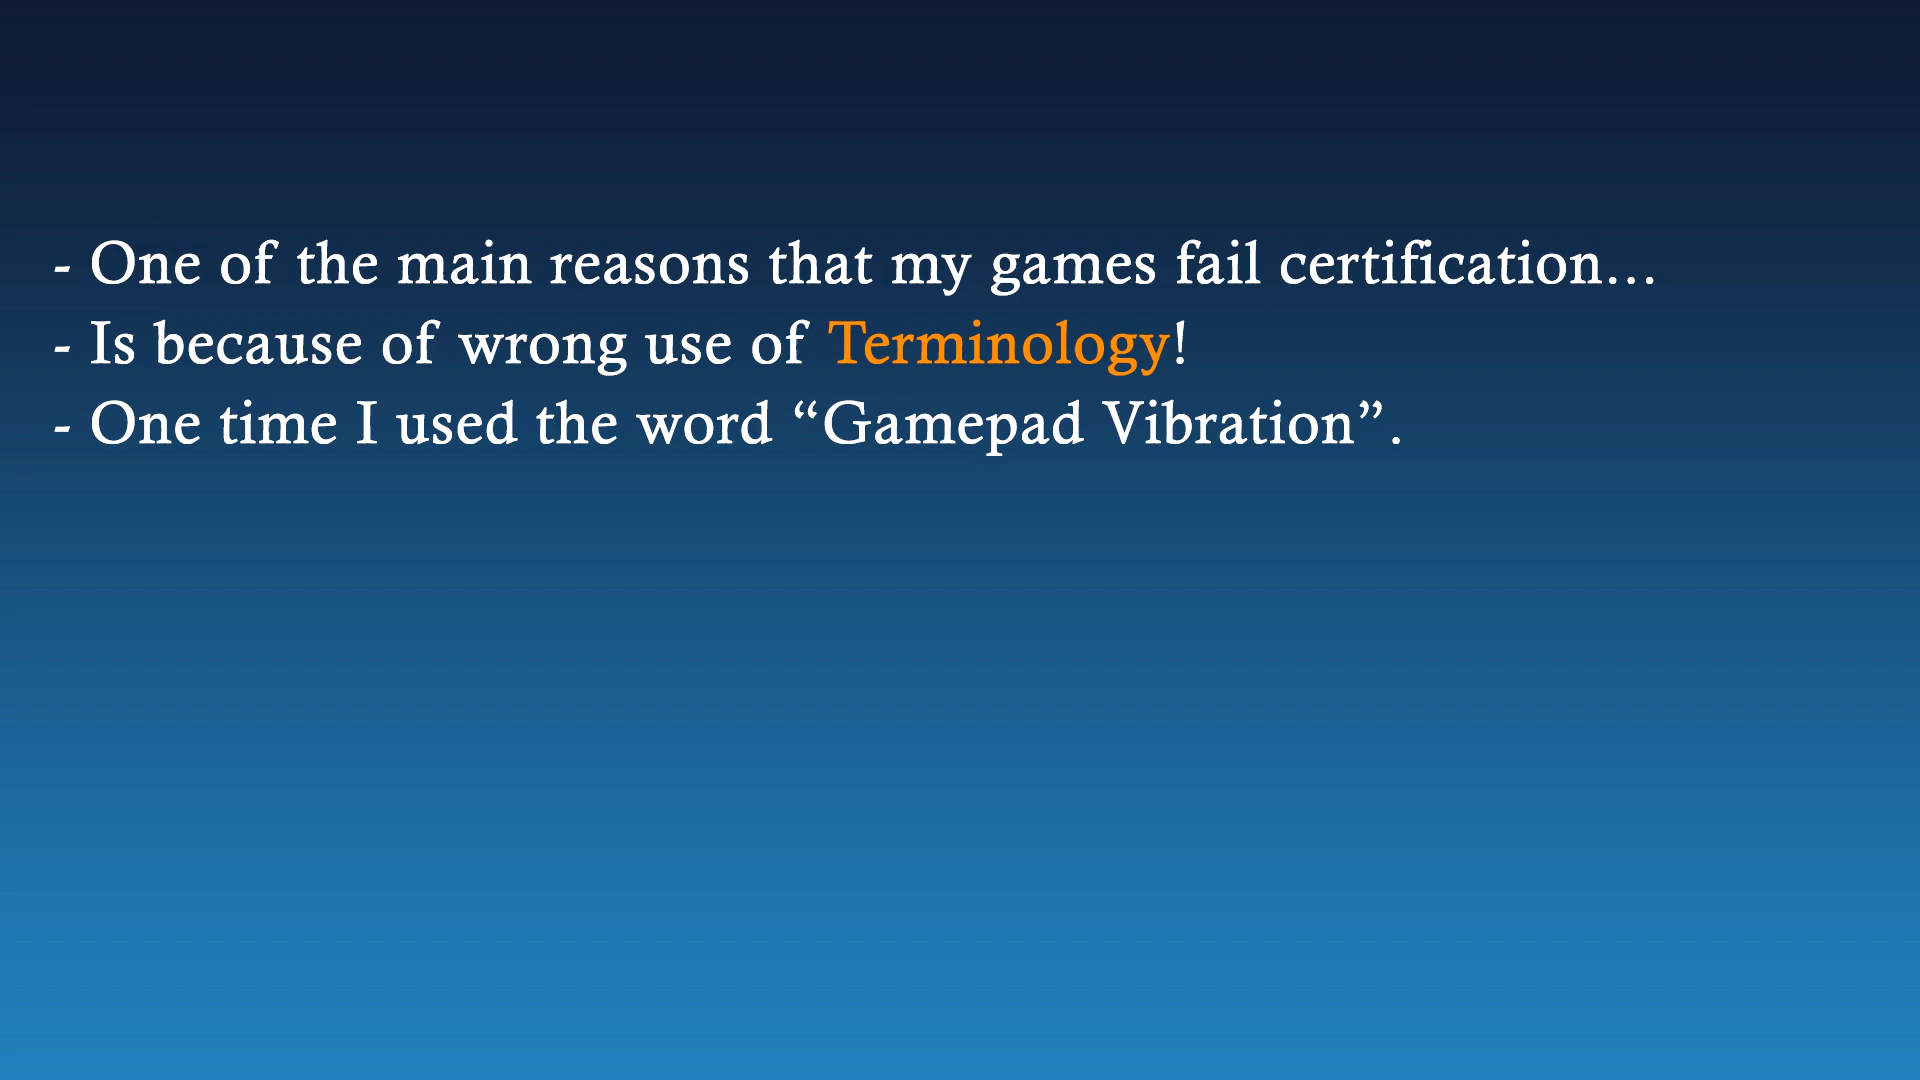 - One of the main reasons that my games fail certification...
- Is because of wrong use of Terminology!
- One time I used the word “Gamepad Vibration”.